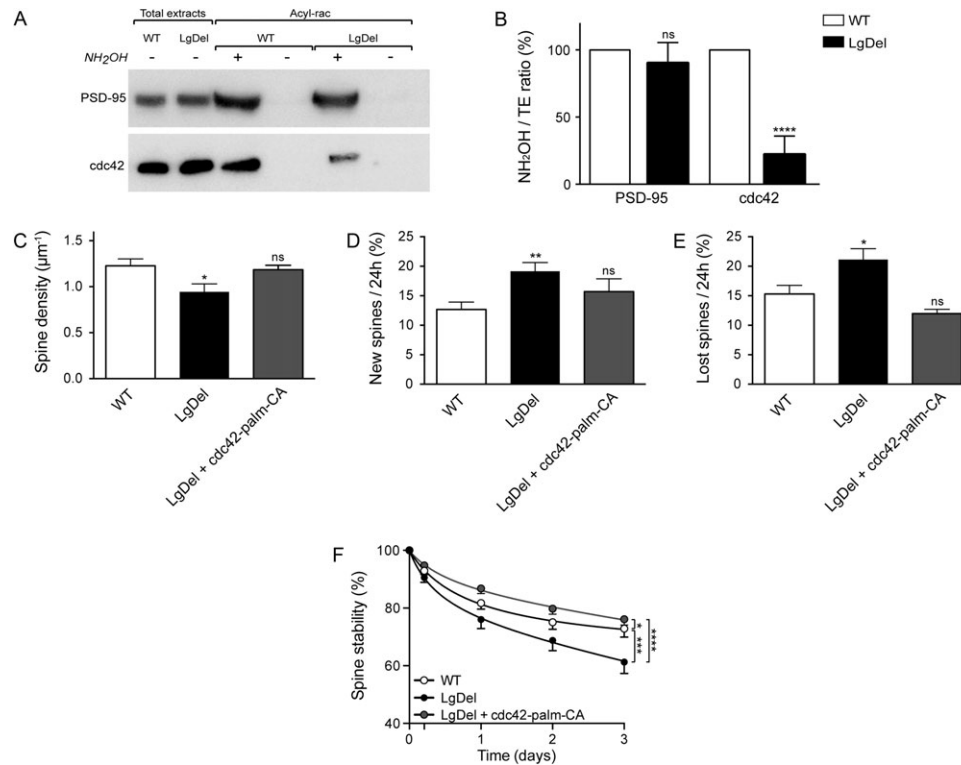 A
Total extracts Acyl-rac
WT LgDel WT LgDel
NH2OH - - + - + -
PSD-95
cdc42
B
NH2OH / TE ratio (%)
100
50
0
ns
****
PSD-95 cdc42
WT
LgDel
C
Spine density (µm-1)
1.5
1.0
0.5
0.0
*
ns
WT
LgDel
LgDel + cdc42-palm-CA
D
New spines / 24h (%)
25
20
15
10
5
0
**
ns
WT
LgDel
LgDel + cdc42-palm-CA
E
Lost spines / 24h (%)
25
20
15
10
5
0
*
ns
WT
LgDel
LgDel + cdc42-palm-CA
F
Spine stability (%)
100
80
60
40
WT
LgDel
LgDel + cdc42-palm-CA
*
***
****
0 1 2 3
Time (days)